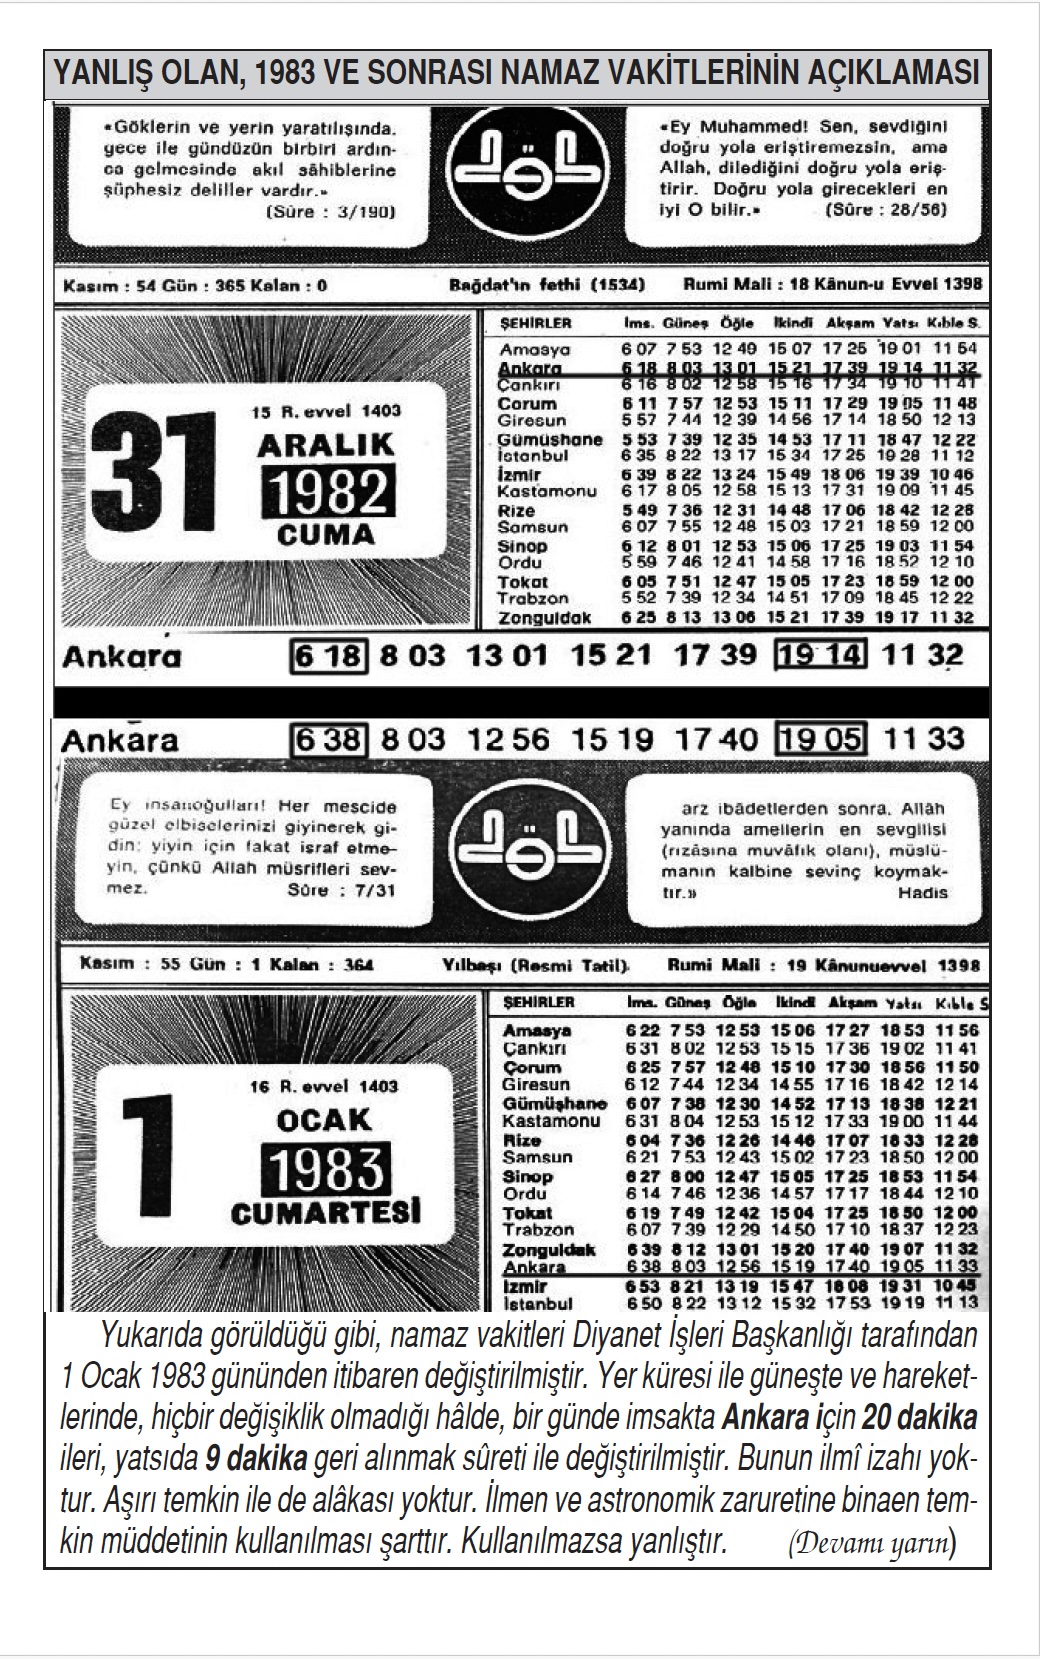 YANLIŞ OLAN, 1983 VE SONRASI NAMAZ VAKİTLERİNİN AÇIKLAMASI
«Göklerin ve yerin yaratılışında,
gece ile gündüzün birbiri ardın-
ca gelmesinde akıl sâhiblerine
şüphesiz deliller vardır.»
(Sûre : 3/190)
«Ey Muhammed! Sen, sevdiğini
doğru yola eriştiremezsin, ama
Allah, dilediğini doğru yola eriş-
tirir. Doğru yola girecekleri en
iyi O bilir.» (Sûre : 28/56)
Kasım : 54 Gün : 365 Kalan : 0 Bağdat'ın fethi (1534) Rumi Mali : 18 Kânun-u Evvel 1398
31
15 R. evvel 1403
ARALIK
1982
CUMA
ŞEHİRLER İms. Güneş Öğle İkindi Akşam Yatsı Kıble S.
Amasya 6 07 7 53 12 49 15 07 17 25 19 01 11 54
Ankara 6 18 8 03 13 01 15 21 17 39 19 14 11 32
Çankırı 6 16 8 02 12 58 15 16 17 34 19 10 11 41
Çorum 6 11 7 57 12 53 15 11 17 29 19 05 11 48
Giresun 5 57 7 44 12 39 14 56 17 14 18 50 12 13
Gümüşhane 5 53 7 39 12 35 14 53 17 11 18 47 12 22
İstanbul 6 35 8 22 13 17 15 34 17 25 19 28 11 12
İzmir 6 39 8 22 13 24 15 49 18 06 19 39 10 46
Kastamonu 6 17 8 05 12 58 15 13 17 31 19 09 11 45
Rize 5 49 7 36 12 31 14 48 17 06 18 42 12 28
Samsun 6 07 7 55 12 48 15 03 17 21 18 59 12 00
Sinop 6 12 8 01 12 53 15 06 17 25 19 03 11 54
Ordu 5 59 7 46 12 41 14 58 17 16 18 52 12 10
Tokat 6 05 7 51 12 47 15 05 17 23 18 59 12 00
Trabzon 5 52 7 39 12 34 14 51 17 09 18 45 12 22
Zonguldak 6 25 8 13 13 06 15 21 17 39 19 17 11 32
Ankara 6 18 8 03 13 01 15 21 17 39 19 14 11 32
Ankara 6 38 8 03 12 56 15 19 17 40 19 05 11 33
Ey insanoğulları! Her mescide
güzel elbiselerinizi giyinerek gi-
din; yiyin için fakat israf etme-
yin, çünkü Allah müsrifleri sev-
mez. Sûre : 7/31
arz ibâdetlerden sonra, Allâh
yanında amellerin en sevgilisi
(rızâsına muvâfık olanı), müslü-
manın kalbine sevinç koymak-
tır.» Hadis
Kasım : 55 Gün : 1 Kalan : 364 Yılbaşı (Resmi Tatil) Rumi Mali : 19 Kânunuevvel 1398
1
16 R. evvel 1403
OCAK
1983
CUMARTESİ
ŞEHİRLER İms. Güneş Öğle İkindi Akşam Yatsı Kıble S
Amasya 6 22 7 53 12 53 15 06 17 27 18 53 11 56
Çankırı 6 31 8 02 12 53 15 15 17 36 19 02 11 41
Çorum 6 25 7 57 12 48 15 10 17 30 18 56 11 50
Giresun 6 12 7 44 12 34 14 55 17 16 18 42 12 14
Gümüşhane 6 07 7 38 12 30 14 52 17 13 18 38 12 21
Kastamonu 6 31 8 04 12 53 15 12 17 33 19 00 11 44
Rize 6 04 7 36 12 26 14 46 17 07 18 33 12 28
Samsun 6 21 7 53 12 43 15 02 17 23 18 50 12 00
Sinop 6 27 8 00 12 47 15 05 17 25 18 53 11 54
Ordu 6 14 7 46 12 36 14 57 17 17 18 44 12 10
Tokat 6 19 7 49 12 42 15 04 17 25 18 50 12 00
Trabzon 6 07 7 39 12 29 14 50 17 10 18 37 12 23
Zonguldak 6 39 8 12 13 01 15 20 17 40 19 07 11 32
Ankara 6 38 8 03 12 56 15 19 17 40 19 05 11 33
İzmir 6 53 8 21 13 19 15 47 18 08 19 31 10 45
İstanbul 6 50 8 22 13 12 15 32 17 53 19 19 11 13
Yukarıda görüldüğü gibi, namaz vakitleri Diyanet İşleri Başkanlığı tarafından
1 Ocak 1983 gününden itibaren değiştirilmiştir. Yer küresi ile güneşte ve hareket-
lerinde, hiçbir değişiklik olmadığı hâlde, bir günde imsakta Ankara için 20 dakika
ileri, yatsıda 9 dakika geri alınmak sûreti ile değiştirilmiştir. Bunun ilmî izahı yok-
tur. Aşırı temkin ile de alâkası yoktur. İlmen ve astronomik zaruretine binaen tem-
kin müddetinin kullanılması şarttır. Kullanılmazsa yanlıştır. (Devamı yarın)